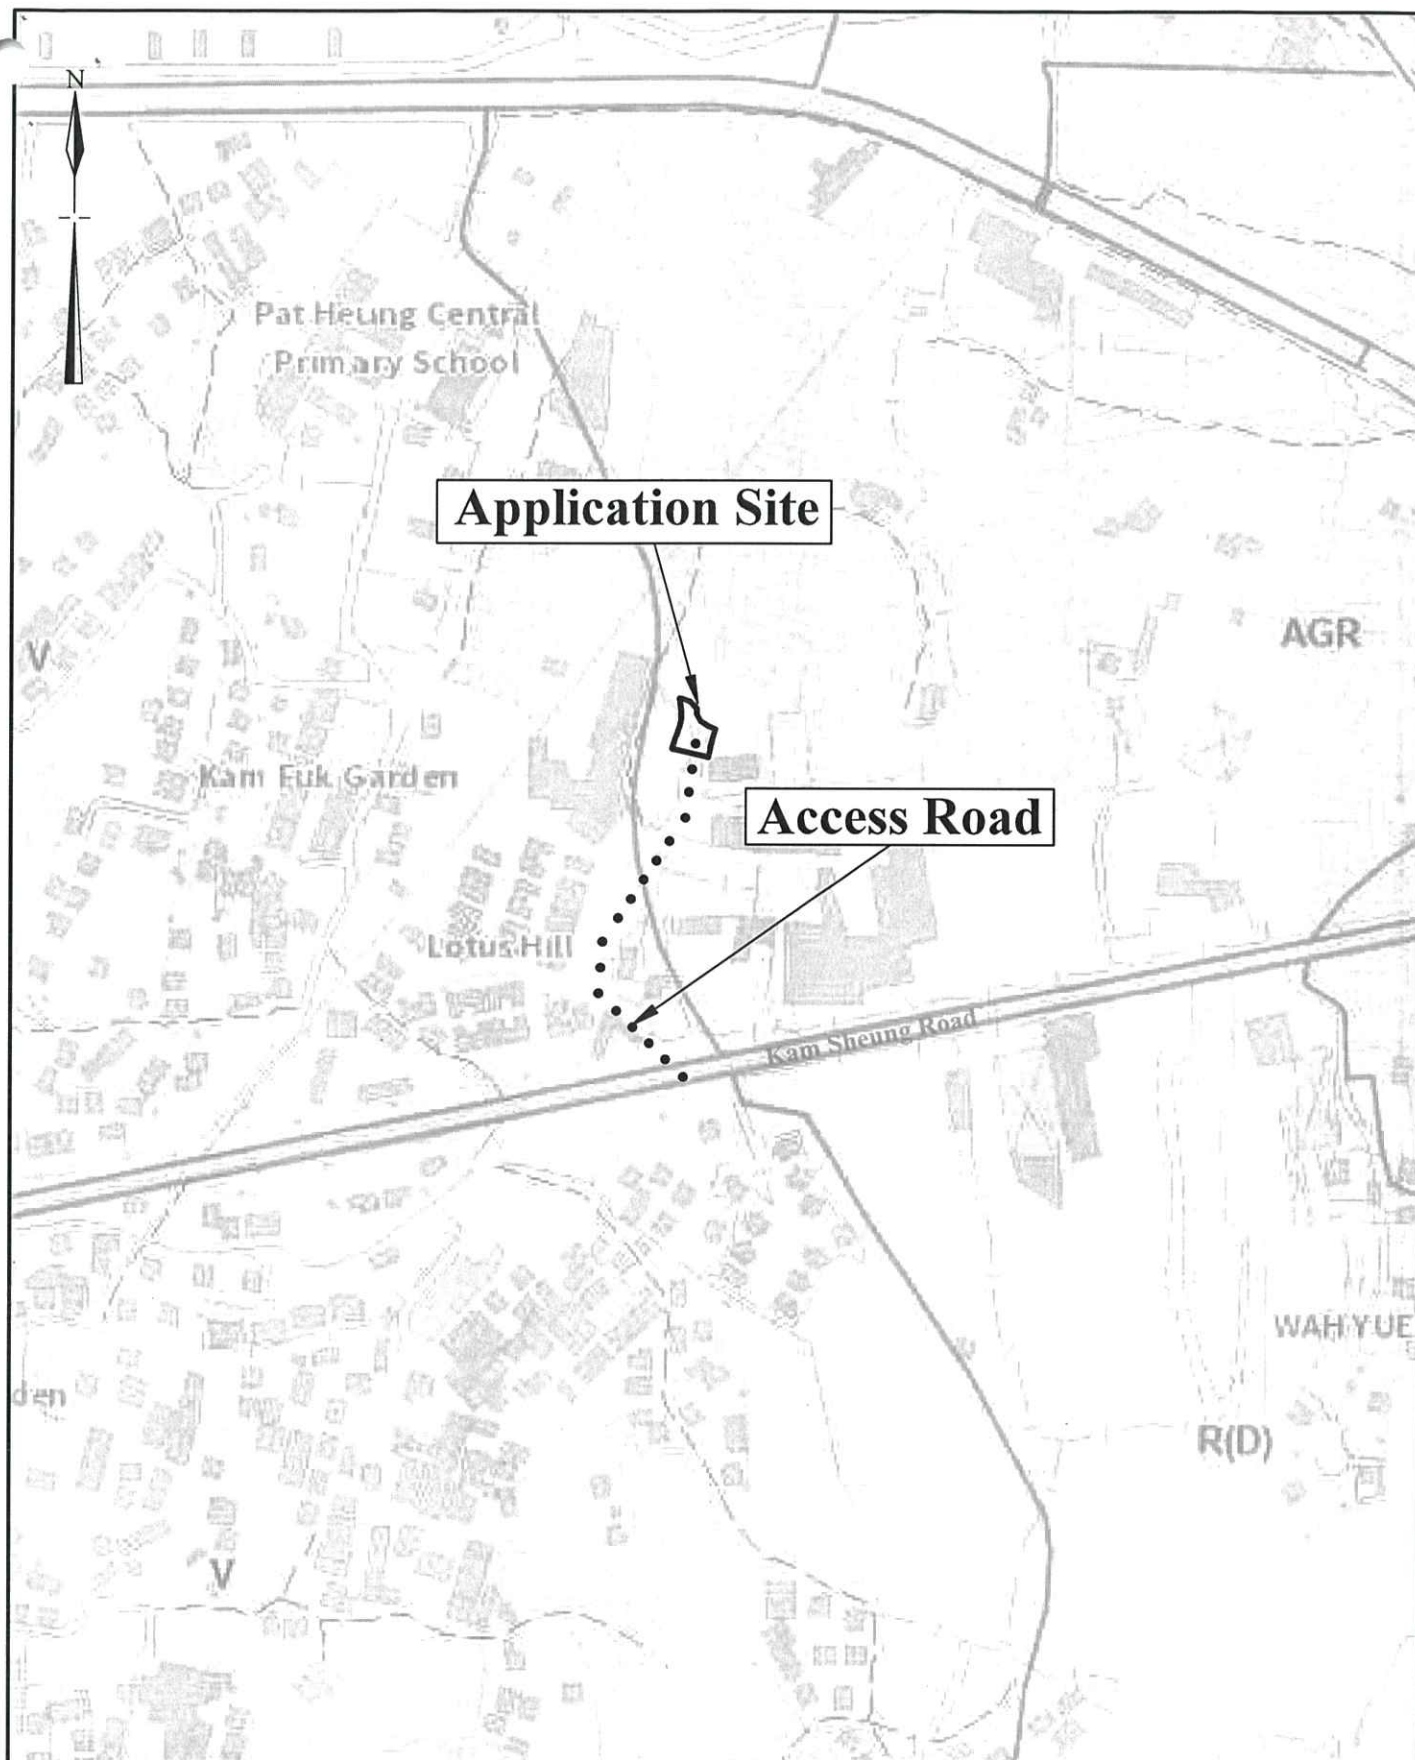 N
Pat Heung Central
Primary School
Application Site
AGR
V
Kam Fuk Garden
Access Road
Lotus Hill
Kam Sheung Road
WAH YUE
den
R(D)
V